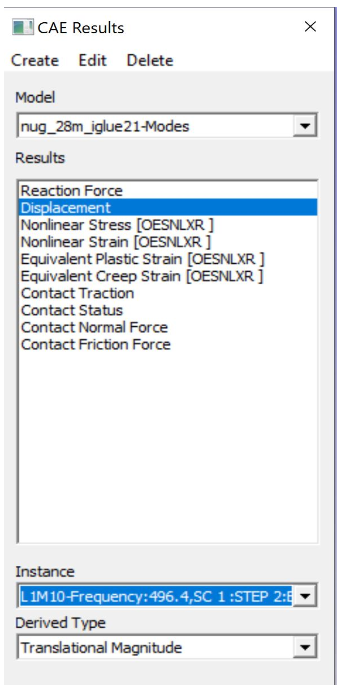 CAE Results
Create Edit Delete
Model
nug_28m_iglue21-Modes
Results
Reaction Force
Displacement
Nonlinear Stress [OESNLXR ]
Nonlinear Strain [OESNLXR ]
Equivalent Plastic Strain [OESNLXR ]
Equivalent Creep Strain [OESNLXR ]
Contact Traction
Contact Status
Contact Normal Force
Contact Friction Force
Instance
L1M10-Frequency:496.4,SC 1 :STEP 2:
Derived Type
Translational Magnitude